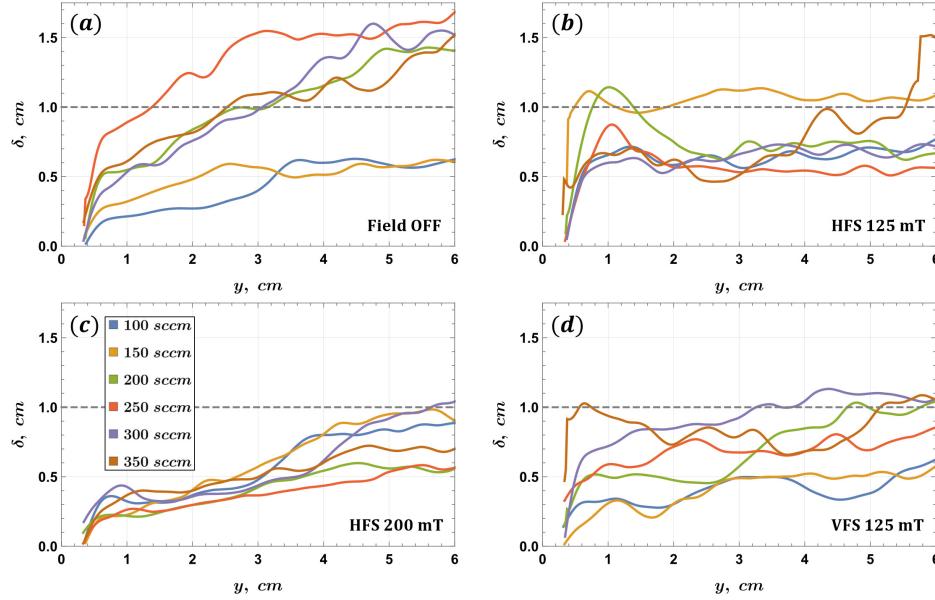 (a)
1.5
1.0
0.5
0.0
δ, cm
Field OFF
0 1 2 3 4 5 6
y, cm
(b)
1.5
1.0
0.5
0.0
δ, cm
HFS 125 mT
0 1 2 3 4 5 6
y, cm
(c)
1.5
1.0
0.5
0.0
δ, cm
100 sccm
150 sccm
200 sccm
250 sccm
300 sccm
350 sccm
HFS 200 mT
0 1 2 3 4 5 6
y, cm
(d)
1.5
1.0
0.5
0.0
δ, cm
VFS 125 mT
0 1 2 3 4 5 6
y, cm